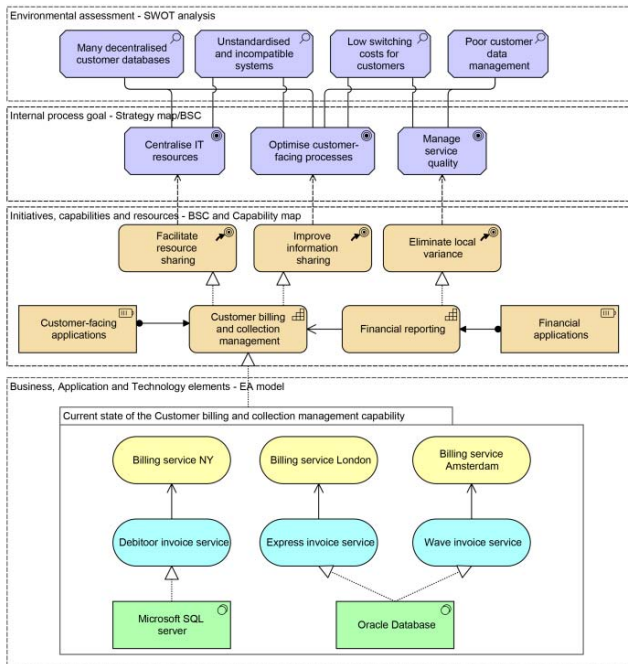 Environmental assessment - SWOT analysis
Many decentralised
customer databases
Unstandardised
and incompatible
systems
Low switching
costs for
customers
Poor customer
data
management
Internal process goal - Strategy map/BSC
Centralise IT
resources
Optimise customer-
facing processes
Manage
service
quality
Initiatives, capabilities and resources - BSC and Capability map
Facilitate
resource
sharing
Improve
information
sharing
Eliminate local
variance
Customer-facing
applications
Customer billing
and collection
management
Financial reporting
Financial
applications
Business, Application and Technology elements - EA model
Current state of the Customer billing and collection management capability
Billing service NY
Billing service London
Billing service
Amsterdam
Debitoor invoice service
Express invoice service
Wave invoice service
Microsoft SQL
server
Oracle Database